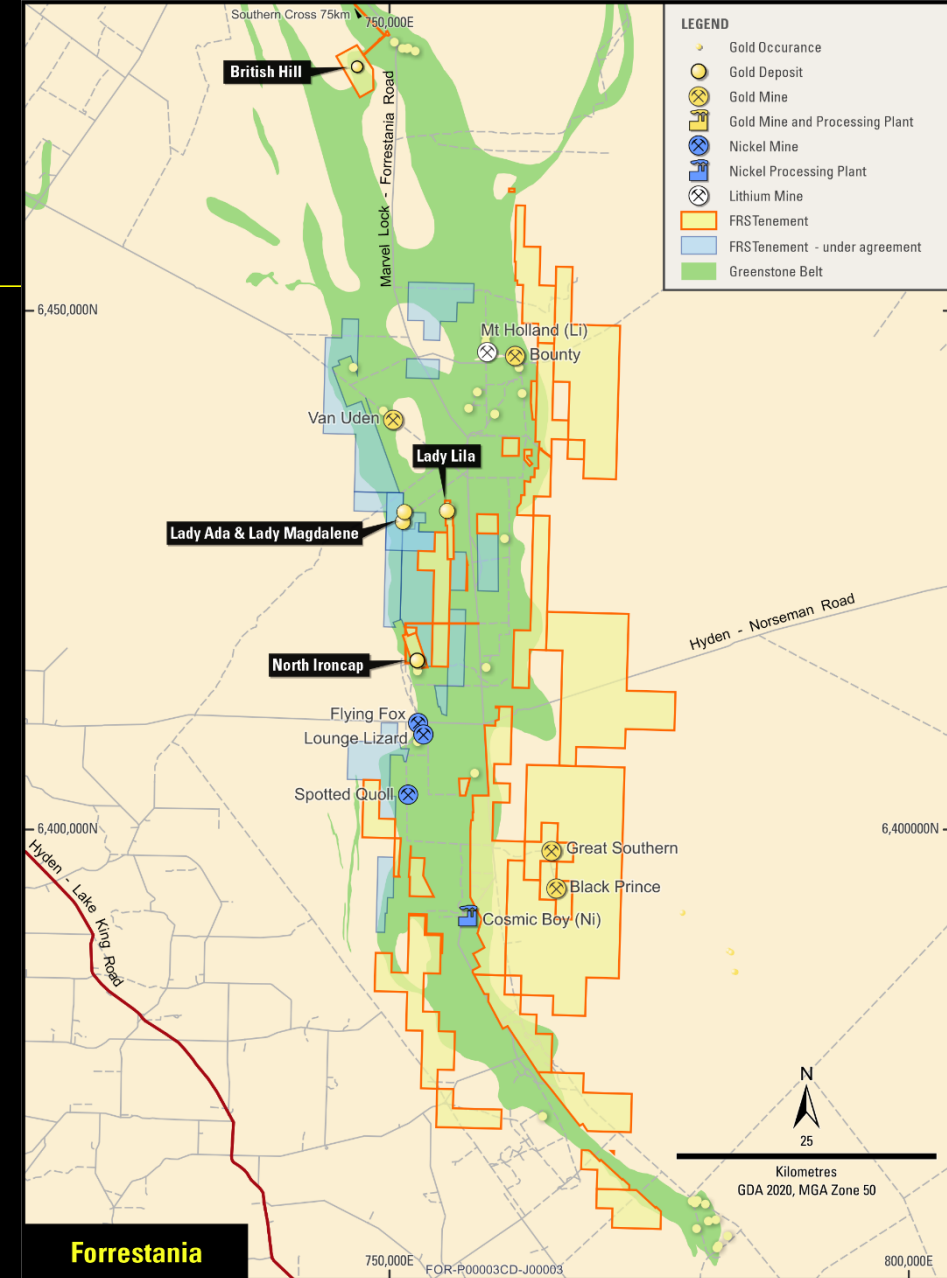 Southern Cross 75km
750,000E
British Hill
Marvel Lock - Forrestania Road
LEGEND
Gold Occurance
Gold Deposit
Gold Mine
Gold Mine and Processing Plant
Nickel Mine
Nickel Processing Plant
Lithium Mine
FRSTenement
FRSTenement - under agreement
Greenstone Belt
6,450,000N
Mt Holland (Li)
Bounty
Van Uden
Lady Lila
Lady Ada & Lady Magdalene
Hyden - Norseman Road
North Ironcap
Flying Fox
Lounge Lizard
Spotted Quoll
6,400,000N
6,400000N
Great Southern
Black Prince
Cosmic Boy (Ni)
Hyden - Lake King Road
N
25
Kilometres
GDA 2020, MGA Zone 50
Forrestania
750,000E
FOR-P00003CD-J00003
800,000E